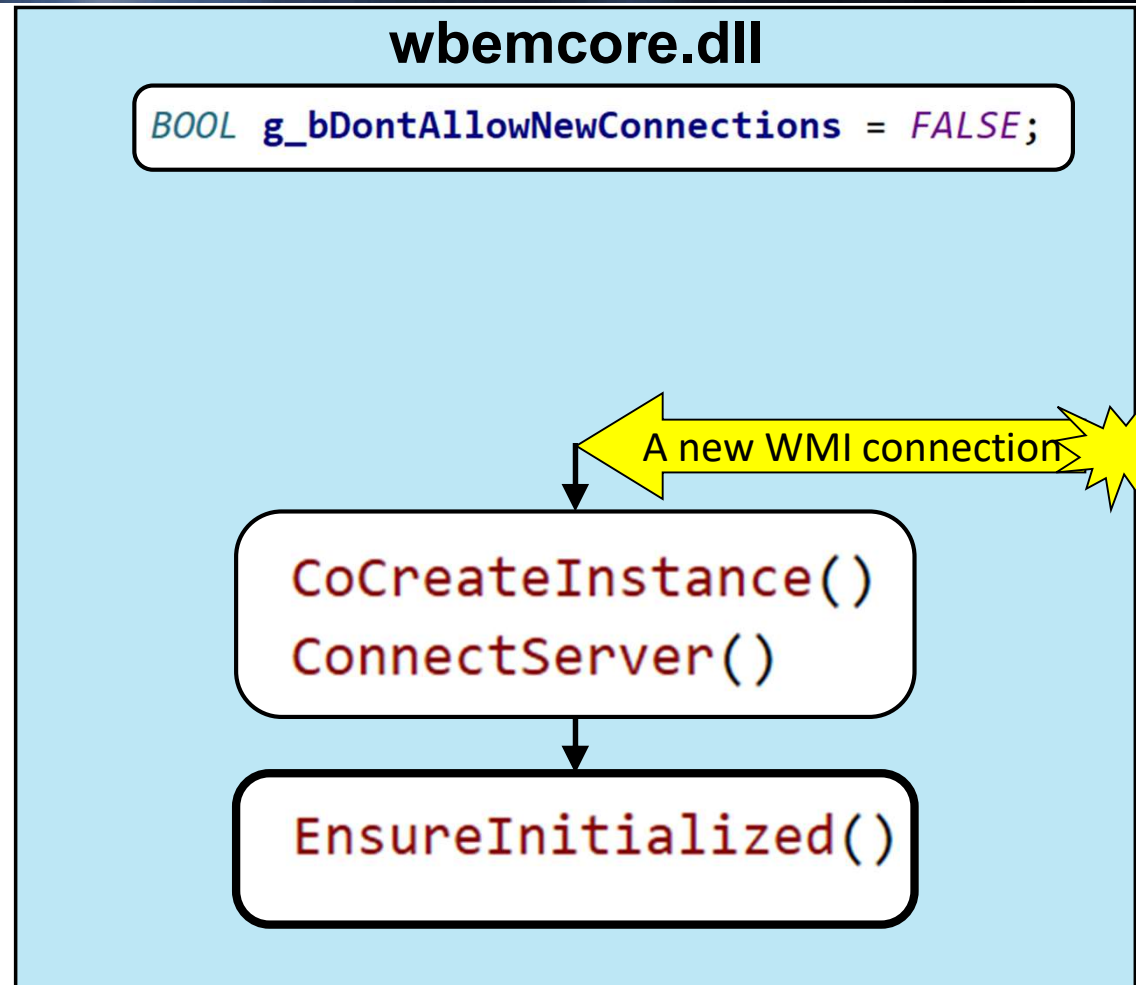 wbemcore.dll
BOOL g_bDontAllowNewConnections = FALSE;
A new WMI connection
CoCreateInstance()
ConnectServer()
EnsureInitialized()